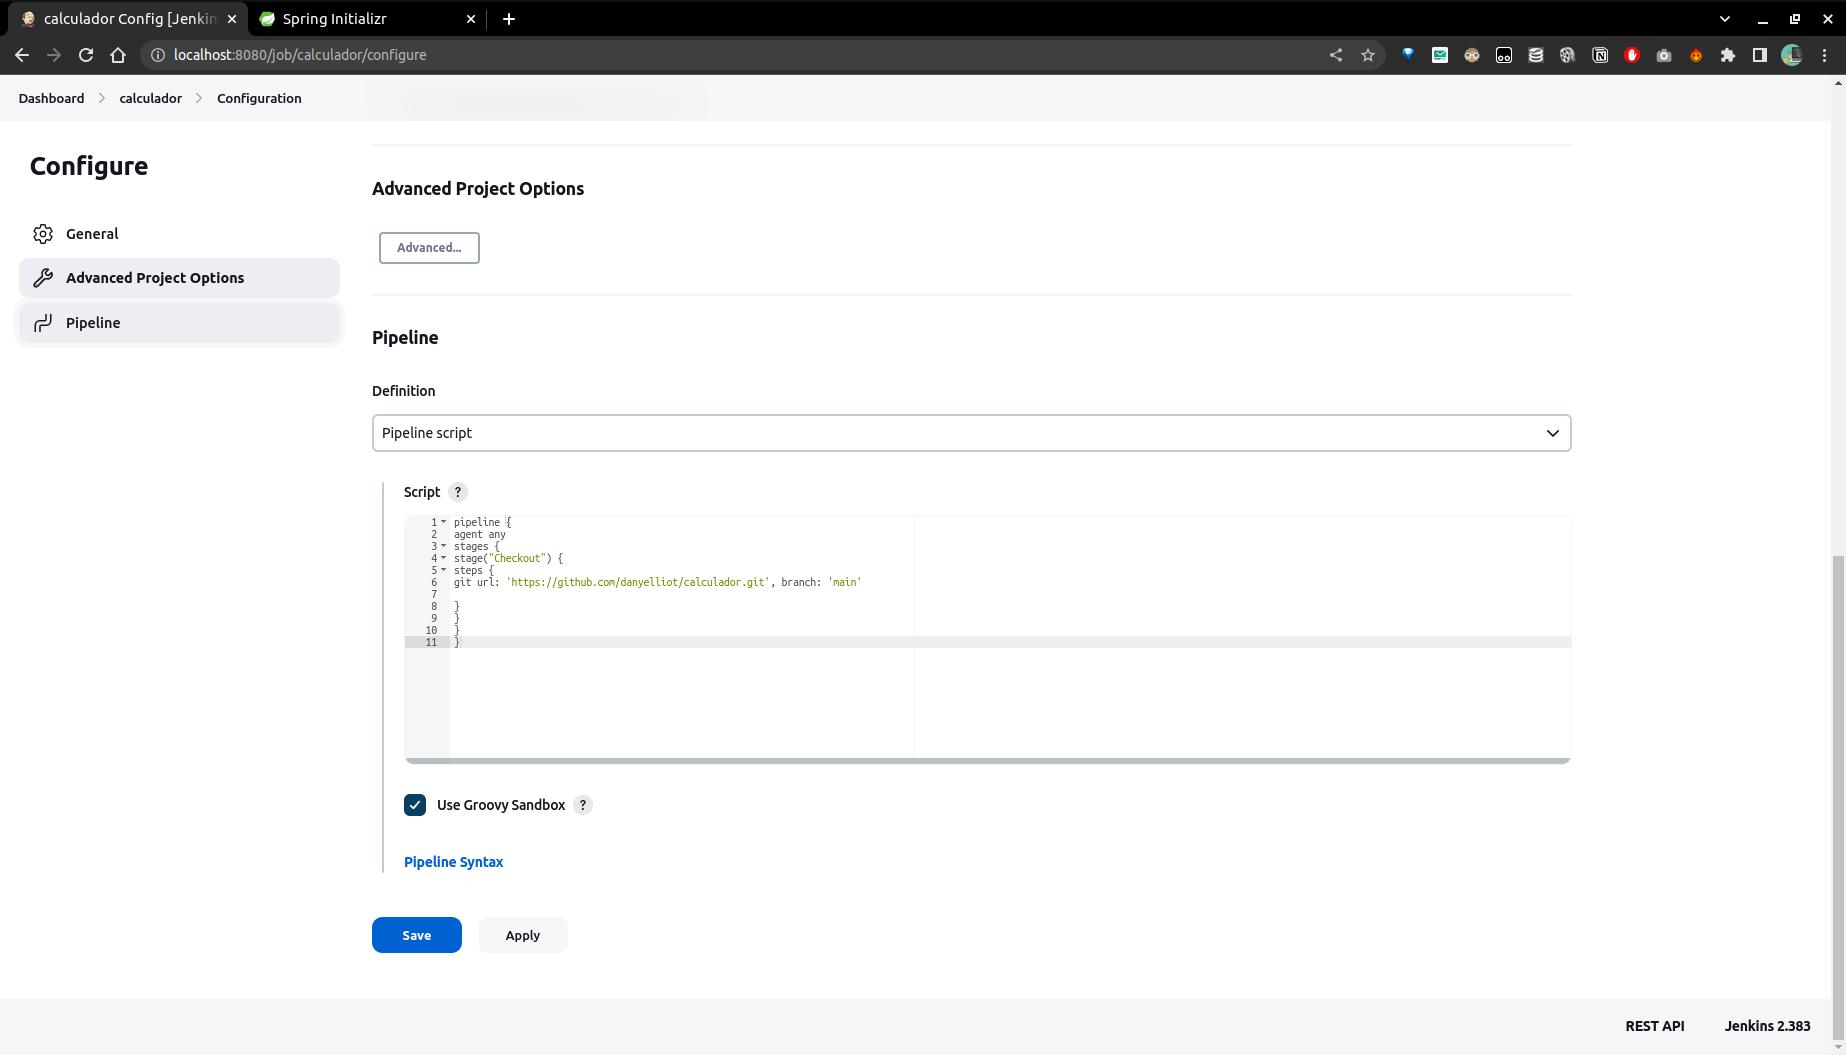 calculador Config [Jenkin
Spring Initializr
localhost:8080/job/calculador/configure
Dashboard
calculador
Configuration
Configure
General
Advanced Project Options
Pipeline
Advanced Project Options
Advanced...
Pipeline
Definition
Pipeline script
Script ?
1 pipeline {
2 agent any
3 stages {
4 stage("Checkout") {
5 steps {
6 git url: 'https://github.com/danyelliot/calculador.git', branch: 'main'
7
8 }
9 }
10 }
11 }
Use Groovy Sandbox ?
Pipeline Syntax
Save
Apply
REST API
Jenkins 2.383